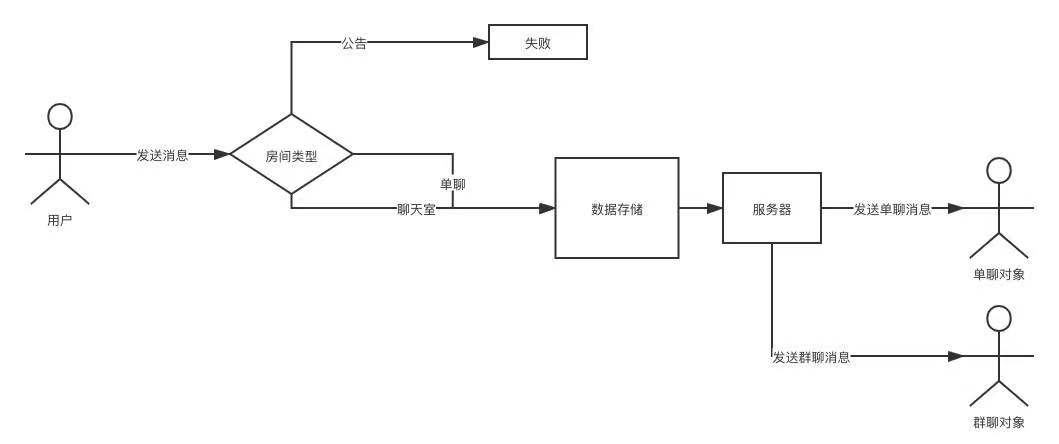 公告
失败
发送消息
房间类型
单聊
聊天室
数据存储
服务器
发送单聊消息
用户
单聊对象
发送群聊消息
群聊对象